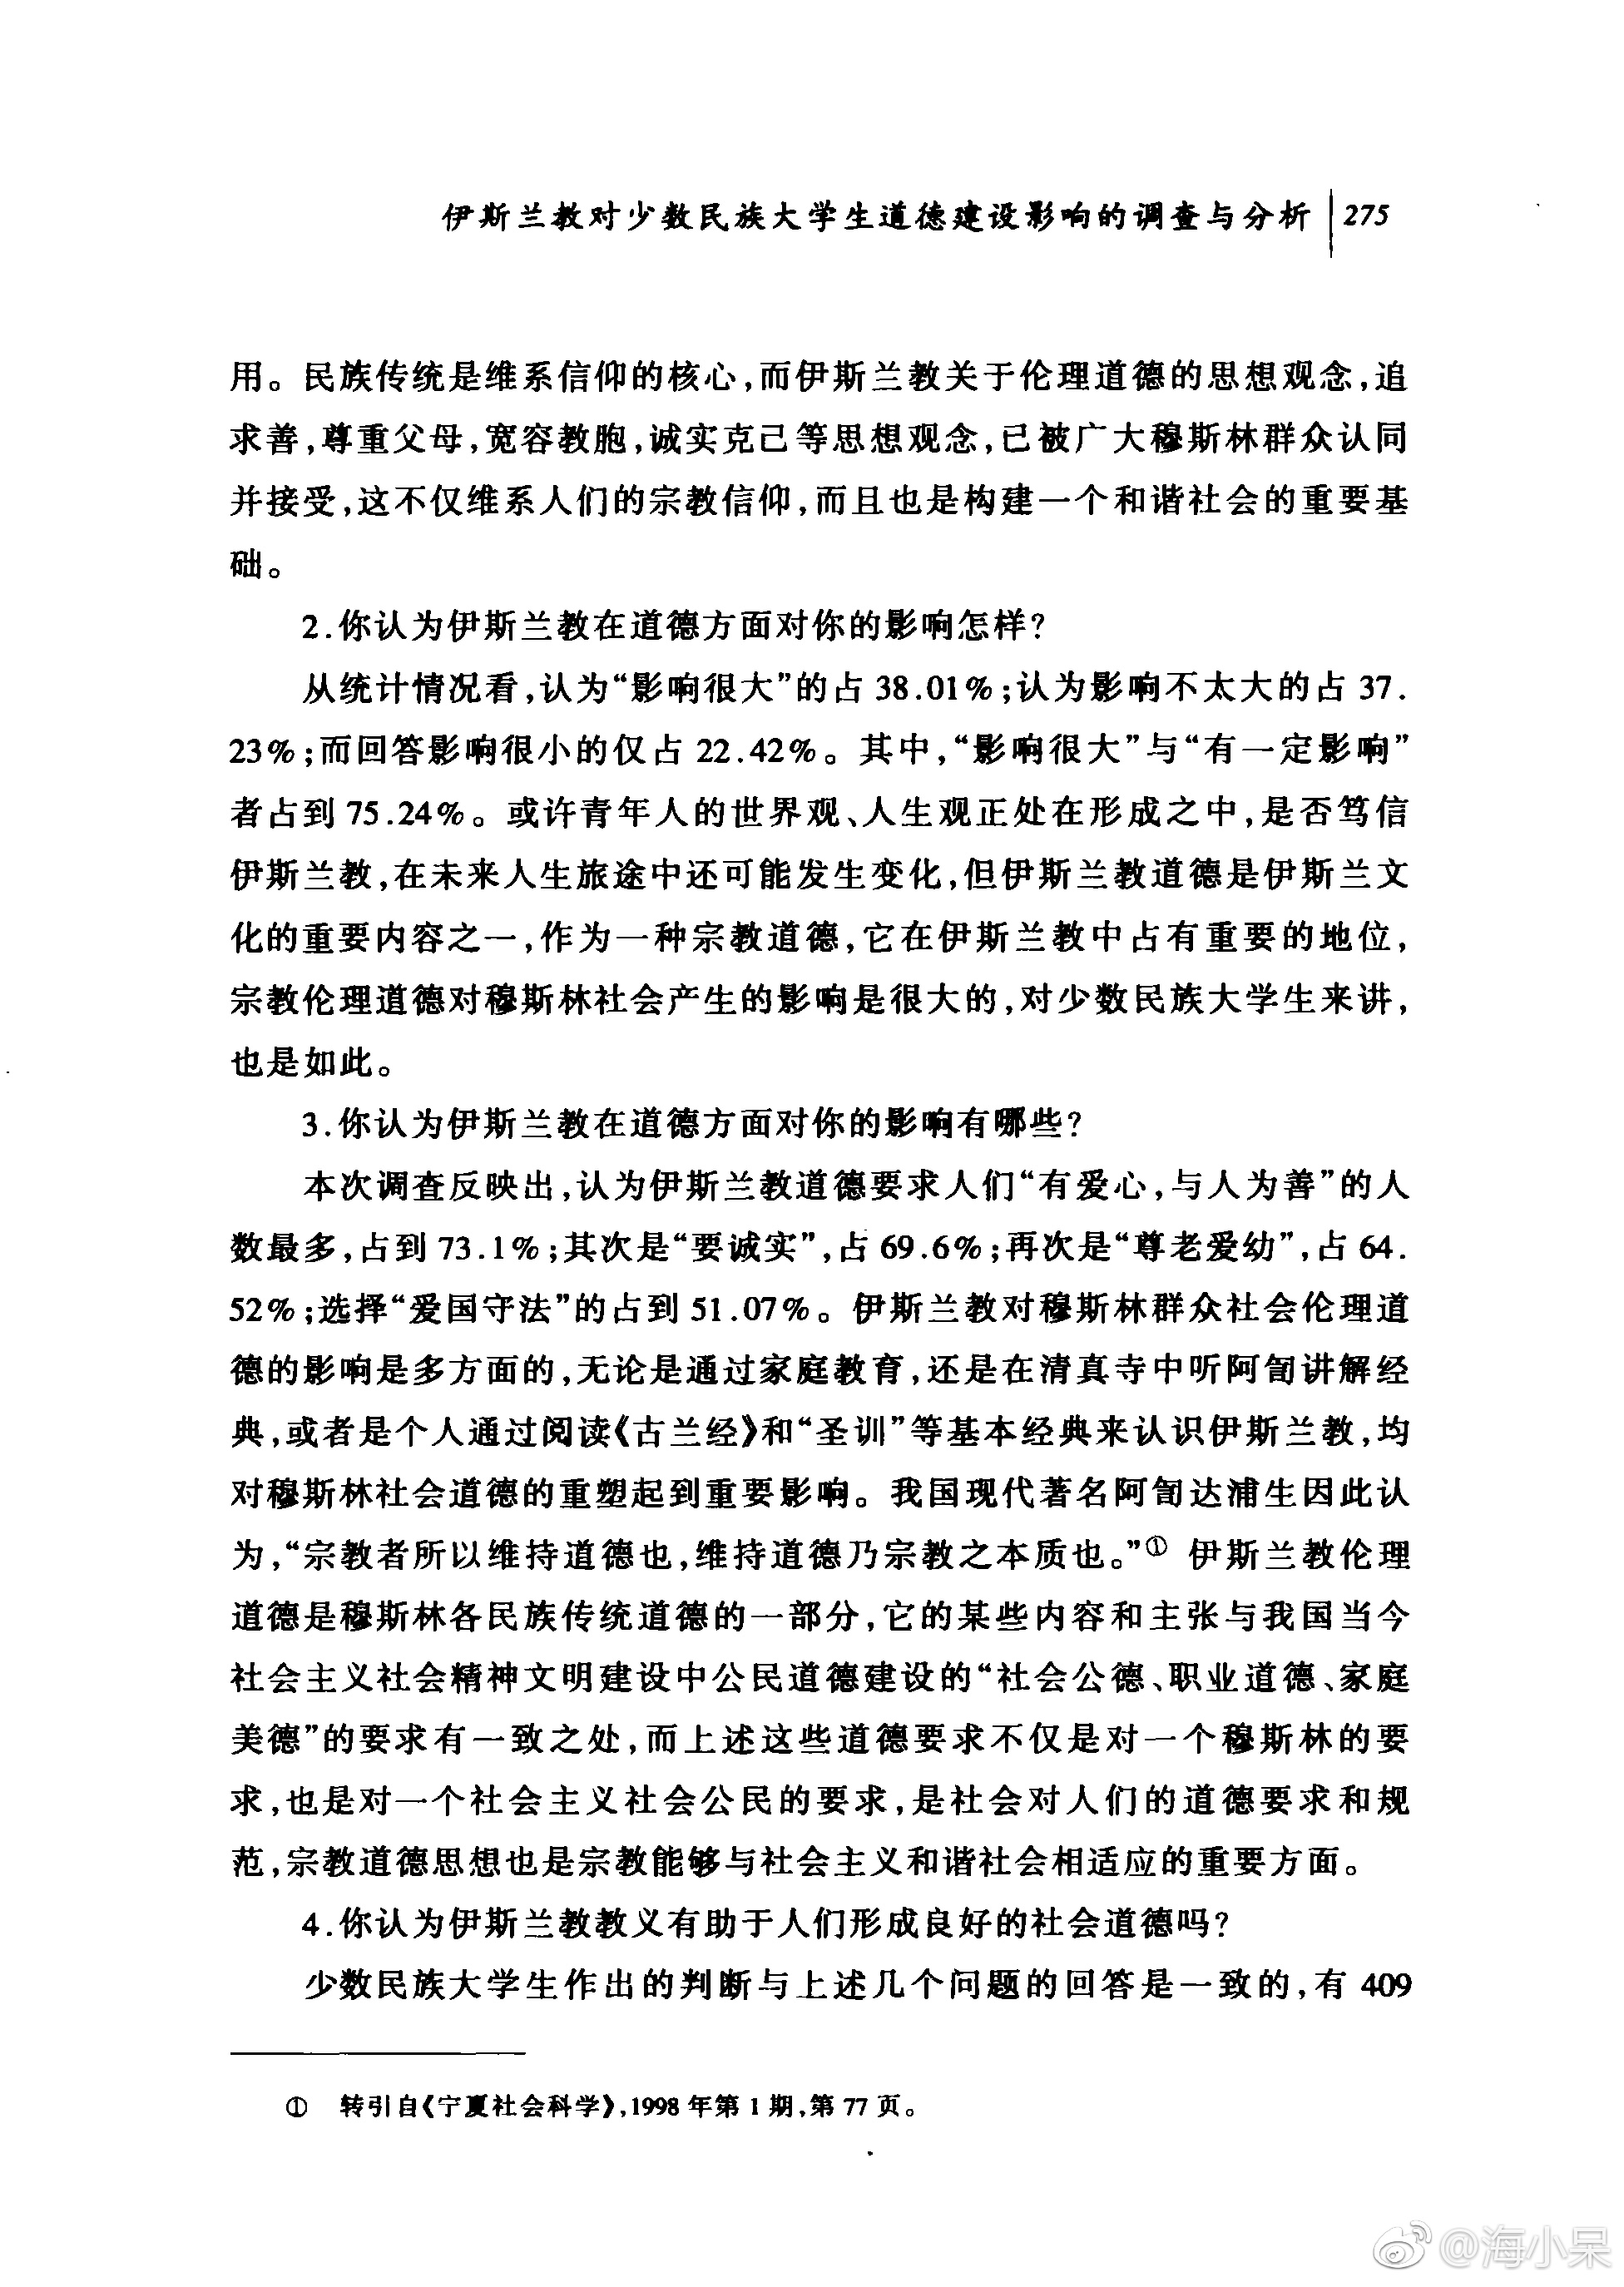 伊斯兰教对少数民族大学生道德建设影响的调查与分析 275
用。民族传统是维系信仰的核心,而伊斯兰教关于伦理道德的思想观念,追
求善,尊重父母,宽容教胞,诚实克己等思想观念,已被广大穆斯林群众认同
并接受,这不仅维系人们的宗教信仰,而且也是构建一个和谐社会的重要基
础。
2.你认为伊斯兰教在道德方面对你的影响怎样?
从统计情况看,认为“影响很大”的占 38.01%;认为影响不太大的占 37.
23%;而回答影响很小的仅占 22.42%。其中,“影响很大”与“有一定影响”
者占到 75.24%。或许青年人的世界观、人生观正处在形成之中,是否笃信
伊斯兰教,在未来人生旅途中还可能发生变化,但伊斯兰教道德是伊斯兰文
化的重要内容之一,作为一种宗教道德,它在伊斯兰教中占有重要的地位,
宗教伦理道德对穆斯林社会产生的影响是很大的,对少数民族大学生来讲,
也是如此。
3.你认为伊斯兰教在道德方面对你的影响有哪些?
本次调查反映出,认为伊斯兰教道德要求人们“有爱心,与人为善”的人
数最多,占到 73.1%;其次是“要诚实”,占 69.6%;再次是“尊老爱幼”,占 64.
52%;选择“爱国守法”的占到 51.07%。伊斯兰教对穆斯林群众社会伦理道
德的影响是多方面的,无论是通过家庭教育,还是在清真寺中听阿訇讲解经
典,或者是个人通过阅读《古兰经》和“圣训”等基本经典来认识伊斯兰教,均
对穆斯林社会道德的重塑起到重要影响。我国现代著名阿訇达浦生因此认
为,“宗教者所以维持道德也,维持道德乃宗教之本质也。”① 伊斯兰教伦理
道德是穆斯林各民族传统道德的一部分,它的某些内容和主张与我国当今
社会主义社会精神文明建设中公民道德建设的“社会公德、职业道德、家庭
美德”的要求有一致之处,而上述这些道德要求不仅是对一个穆斯林的要
求,也是对一个社会主义社会公民的要求,是社会对人们的道德要求和规
范,宗教道德思想也是宗教能够与社会主义和谐社会相适应的重要方面。
4.你认为伊斯兰教教义有助于人们形成良好的社会道德吗?
少数民族大学生作出的判断与上述几个问题的回答是一致的,有 409
① 转引自《宁夏社会科学》,1998 年第 1 期,第 77 页。
@海小呆